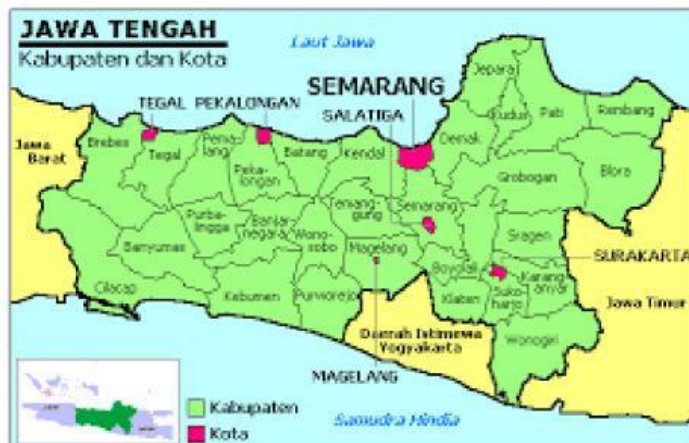 JAWA TENGAH
Kabupaten dan Kota
Laut Jawa
SEMARANG
TEGAL PEKALONGAN
SALATIGA
Jepara
Kudus
Pati
Rembang
Demak
Jawa
Barat
Brebes
Tegal
Pema-
lang
Peka-
longan
Batang
Kendal
Grobogan
Blora
Temang-
gung
Semarang
Purba-
lingga
Banjar-
negara
Wono-
sobo
Banyumas
Magelang
Boyolali
Sragen
SURAKARTA
Cilacap
Kebumen
Purworejo
Klaten
Suko-
harjo
Karang-
anyar
Jawa Timur
Daerah Istimewa
Yogyakarta
Wonogiri
MAGELANG
Kabupaten
Kota
Samudra Hindia